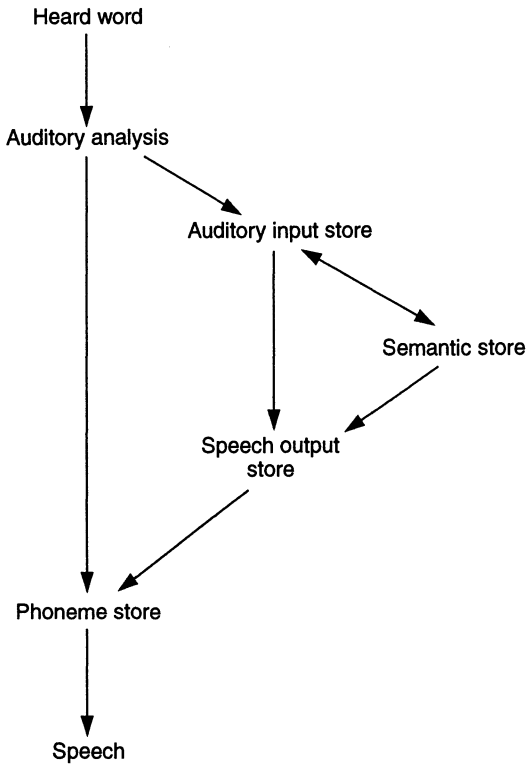 Heard word
Auditory analysis
Auditory input store
Semantic store
Speech output
store
Phoneme store
Speech